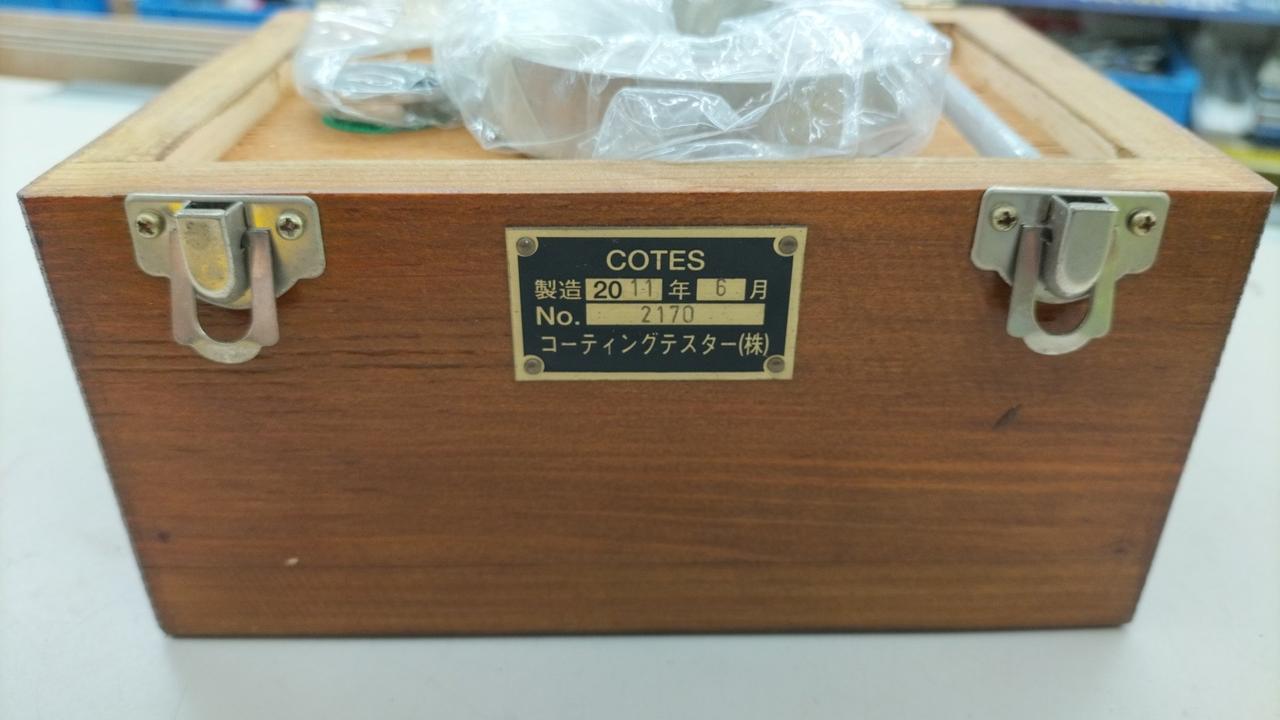 COTES
製造 2011 年 6 月
No. 2170
コーティングテスター(株)